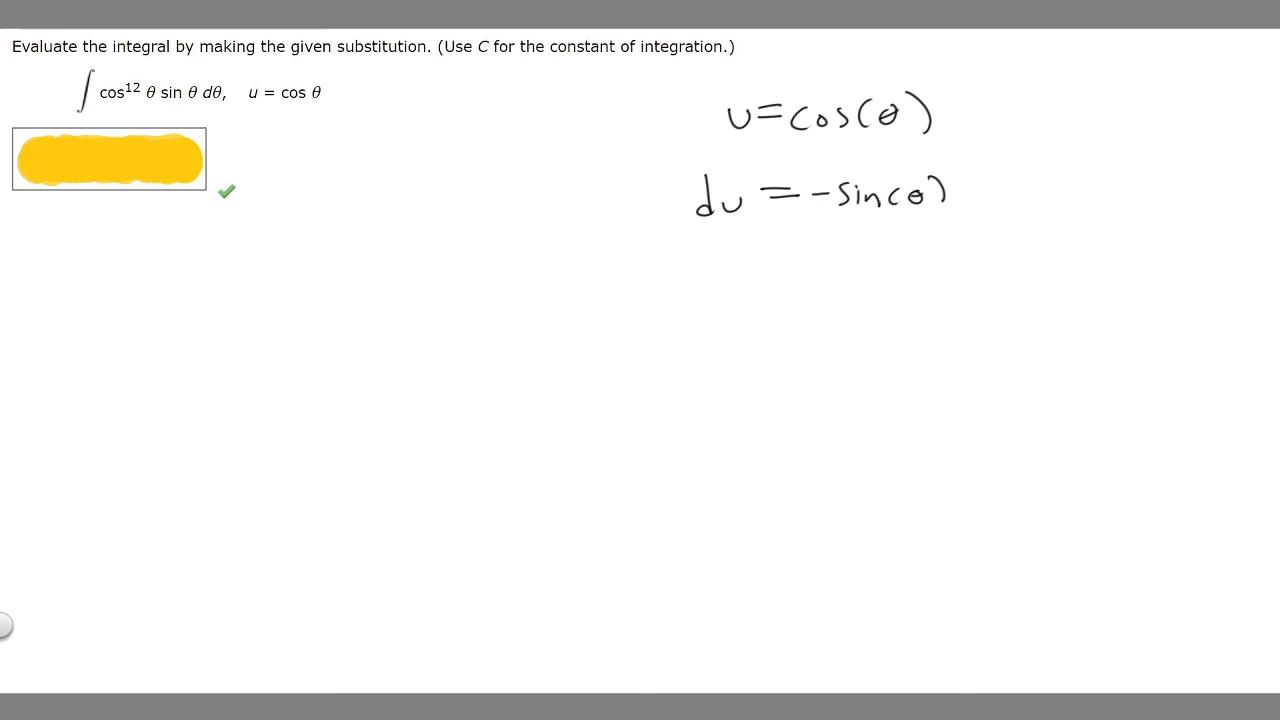 Evaluate the integral by making the given substitution. (Use C for the constant of integration.)
∫ cos¹² θ sin θ dθ, u = cos θ
u=cos(θ)
du = -sin(θ)